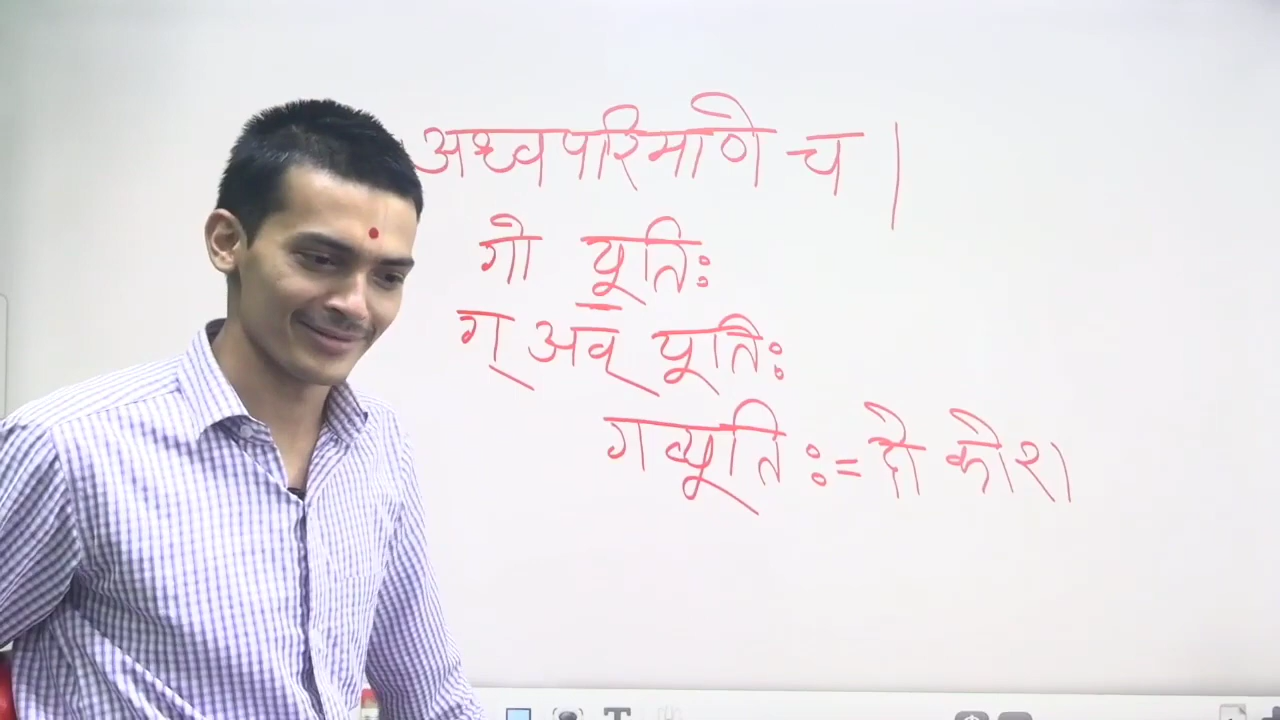 अध्वपरिमाणे च।
गो यूतिः
ग् अव् यूतिः
गव्यूतिः = दो कोश